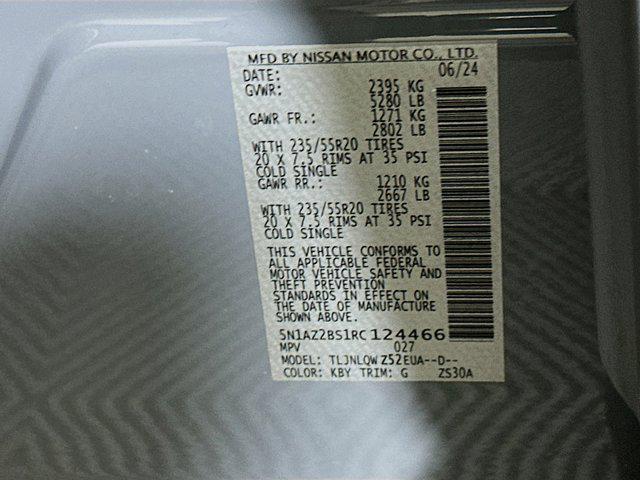 MFD BY NISSAN MOTOR CO., LTD.
DATE: 06/24
GVWR: 2395 KG
5280 LB
GAWR FR.: 1271 KG
2802 LB
WITH 235/55R20 TIRES
20 X 7.5 RIMS AT 35 PSI
COLD SINGLE
GAWR RR.: 1210 KG
2667 LB
WITH 235/55R20 TIRES
20 X 7.5 RIMS AT 35 PSI
COLD SINGLE
THIS VEHICLE CONFORMS TO
ALL APPLICABLE FEDERAL
MOTOR VEHICLE SAFETY AND
THEFT PREVENTION
STANDARDS IN EFFECT ON
THE DATE OF MANUFACTURE
SHOWN ABOVE.
5N1AZ2BS1RC124466
MPV 027
MODEL: TLJNLQWZ52EUA--D--
COLOR: KBY TRIM: G ZS30A